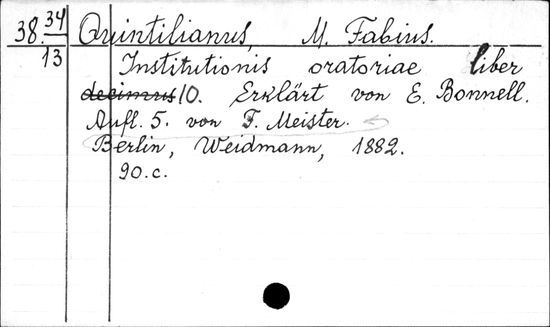 38.34 Quintilianus, M. Fabius.
13 Institutionis oratoriae liber
decimus 10. Erklärt von E. Bonnell.
Aufl. 5. von F. Meister.
Berlin, Weidmann, 1882.
90.c.